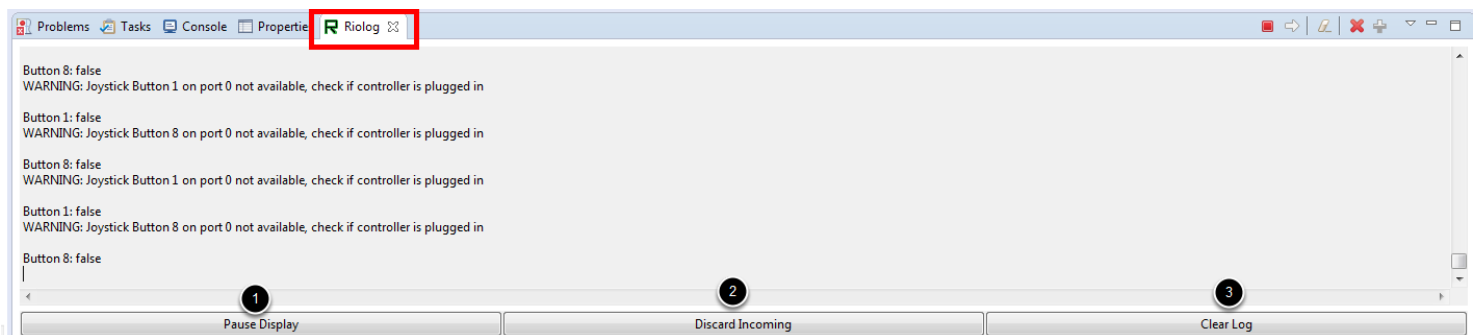 Problems Tasks Console Propertie Riolog
Button 8: false
WARNING: Joystick Button 1 on port 0 not available, check if controller is plugged in
Button 1: false
WARNING: Joystick Button 8 on port 0 not available, check if controller is plugged in
Button 8: false
WARNING: Joystick Button 1 on port 0 not available, check if controller is plugged in
Button 1: false
WARNING: Joystick Button 8 on port 0 not available, check if controller is plugged in
Button 8: false
1 2 3
Pause Display Discard Incoming Clear Log